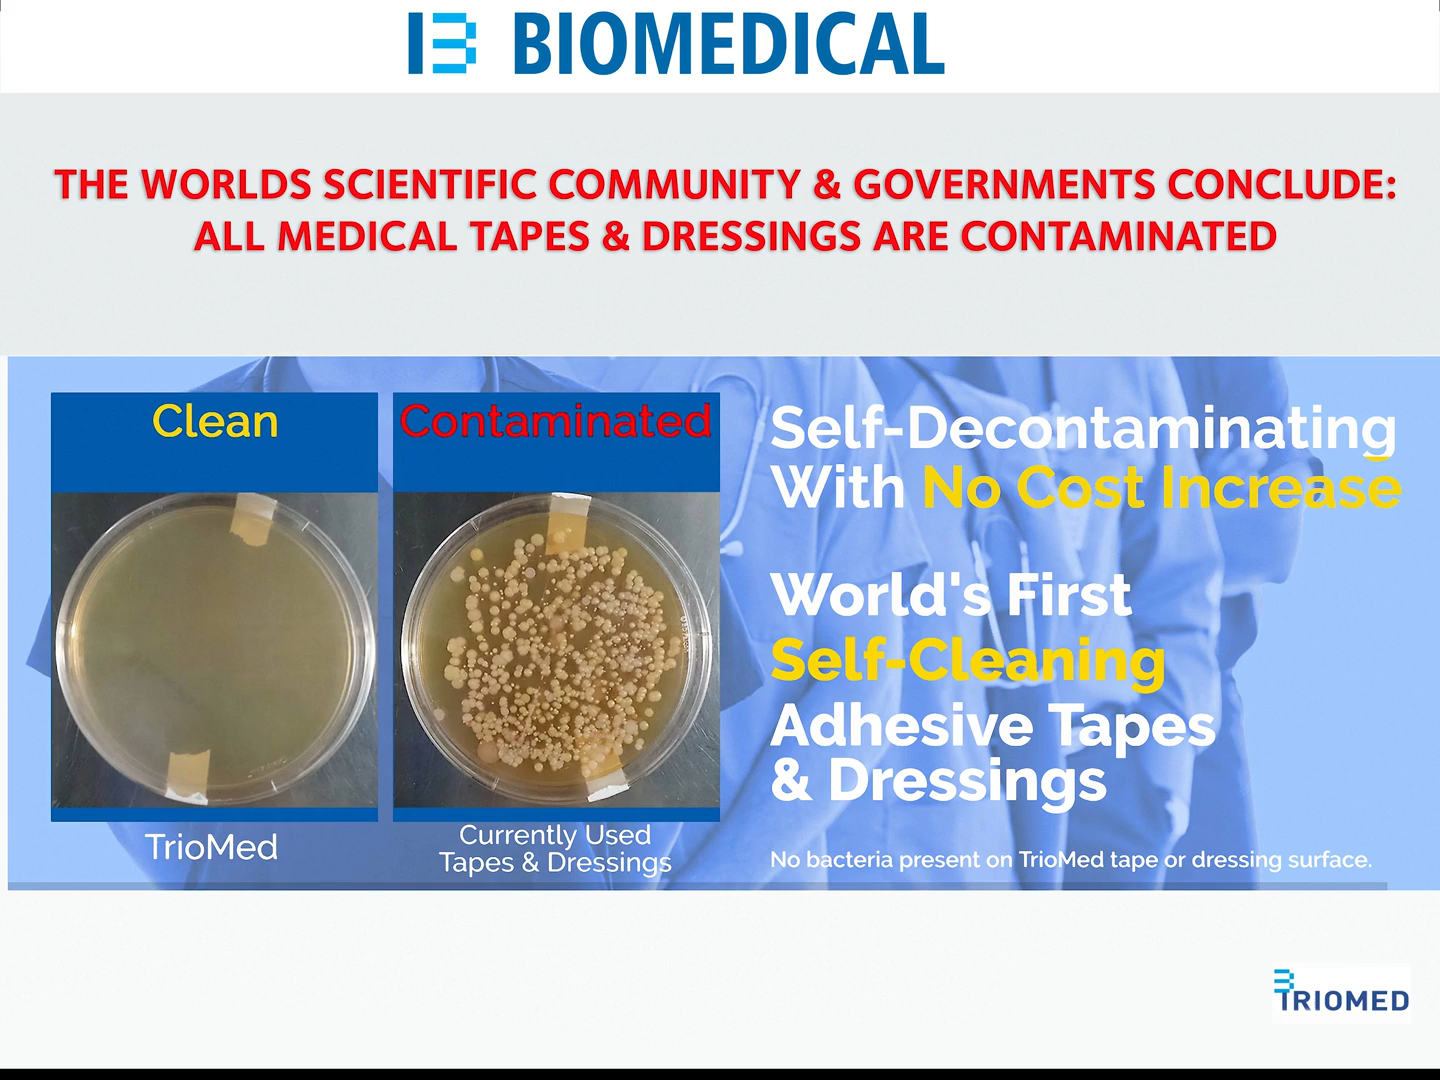 I3 BIOMEDICAL
THE WORLDS SCIENTIFIC COMMUNITY & GOVERNMENTS CONCLUDE:
ALL MEDICAL TAPES & DRESSINGS ARE CONTAMINATED
Clean
Contaminated
TrioMed
Currently Used
Tapes & Dressings
Self-Decontaminating
With No Cost Increase
World's First
Self-Cleaning
Adhesive Tapes
& Dressings
No bacteria present on TrioMed tape or dressing surface.
TRIOMED